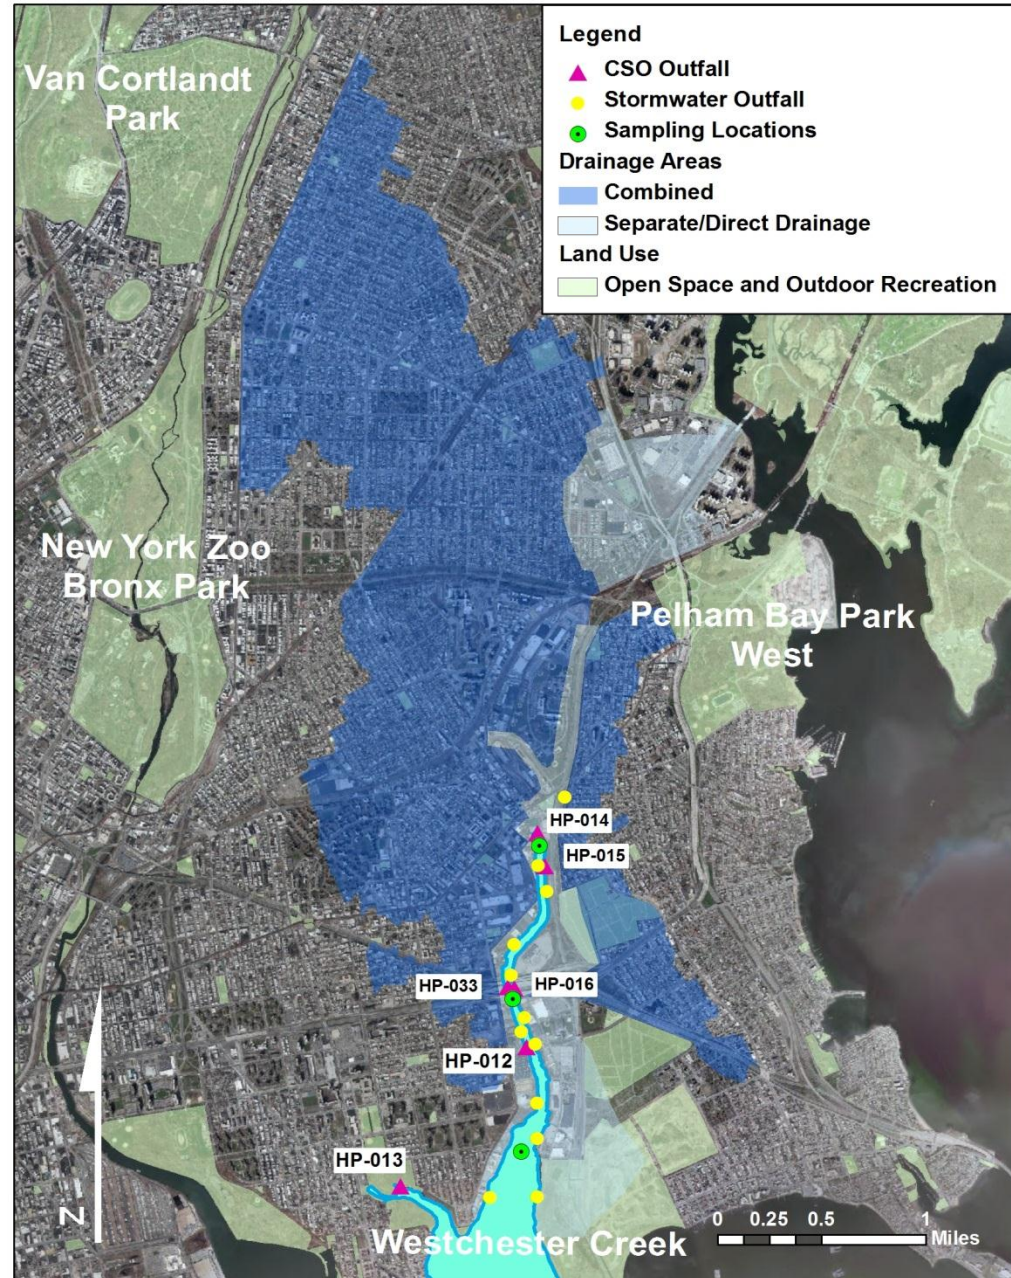 Legend
CSO Outfall
Stormwater Outfall
Sampling Locations
Drainage Areas
Combined
Separate/Direct Drainage
Land Use
Open Space and Outdoor Recreation
Van Cortlandt
Park
New York Zoo
Bronx Park
Pelham Bay Park
West
HP-014
HP-015
HP-033
HP-016
HP-012
HP-013
Westchester Creek
N
0 0.25 0.5 1
Miles